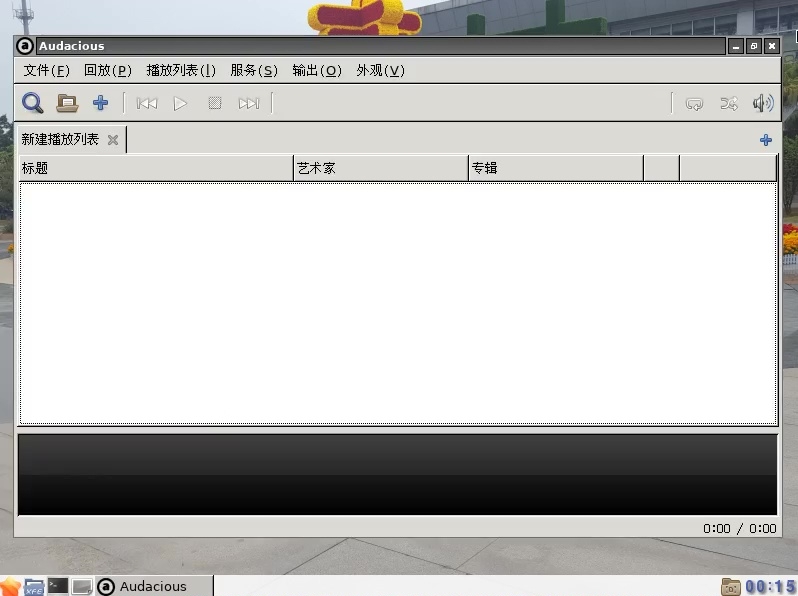 Audacious
文件(F) 回放(P) 播放列表(l) 服务(S) 输出(O) 外观(V)
新建播放列表
标题 艺术家 专辑
0:00 / 0:00
XFE Audacious 00:15